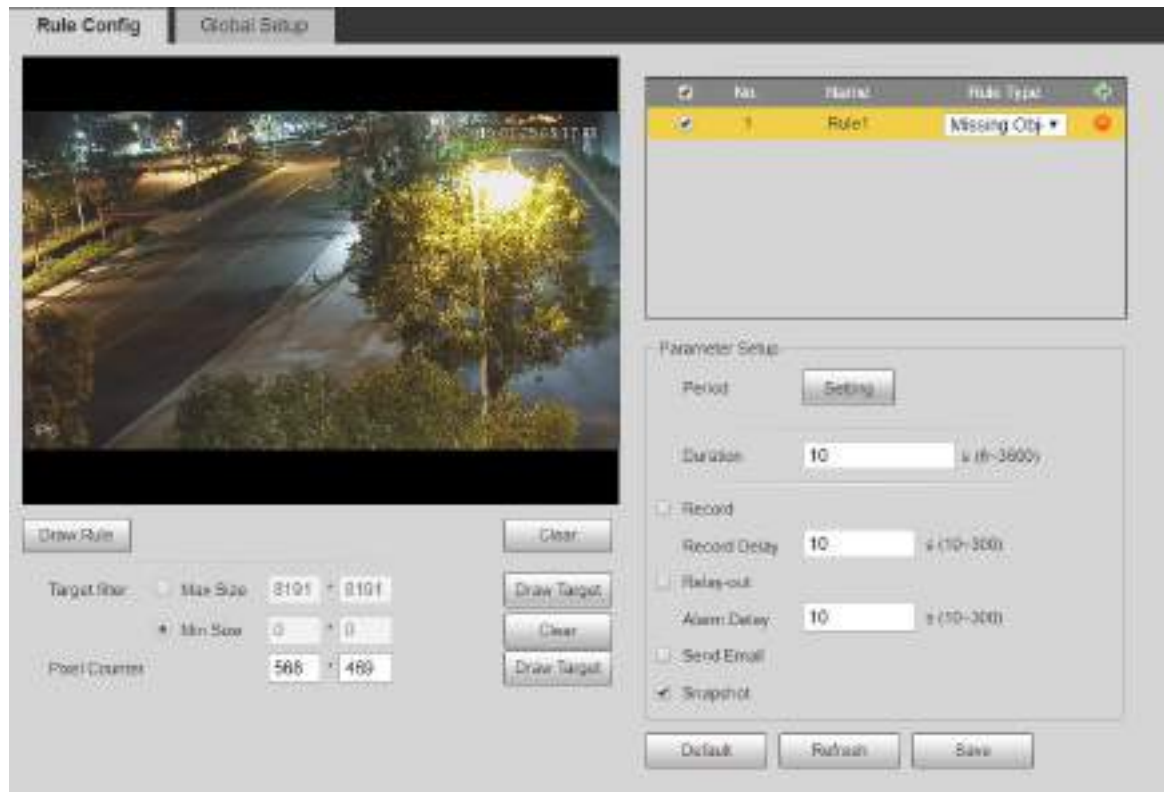 Rule Config
Global Setup
No.
Name
Rule Type
1
Rule1
Missing Obj-
Parameter Setup
Period
Setting
Duration
10
s (6~3600)
Record
Record Delay
10
s (10~300)
Relay-out
Alarm Delay
10
s (10~300)
Send Email
Snapshot
Draw Rule
Clear
Target filter
Max Size
8191 * 8191
Draw Target
Min Size
0 * 0
Clear
Pixel Counter
568 * 469
Draw Target
Default
Refresh
Save